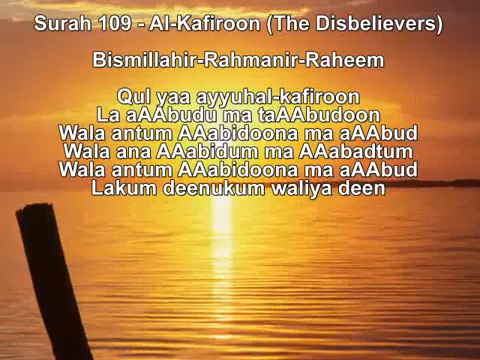 Surah 109 - Al-Kafiroon (The Disbelievers)
Bismillahir-Rahmanir-Raheem
Qul yaa ayyuhal-kafiroon
La aAAbudu ma taAAbudoon
Wala antum AAabidoona ma aAAbud
Wala ana AAabidum ma AAabadtum
Wala antum AAabidoona ma aAAbud
Lakum deenukum waliya deen